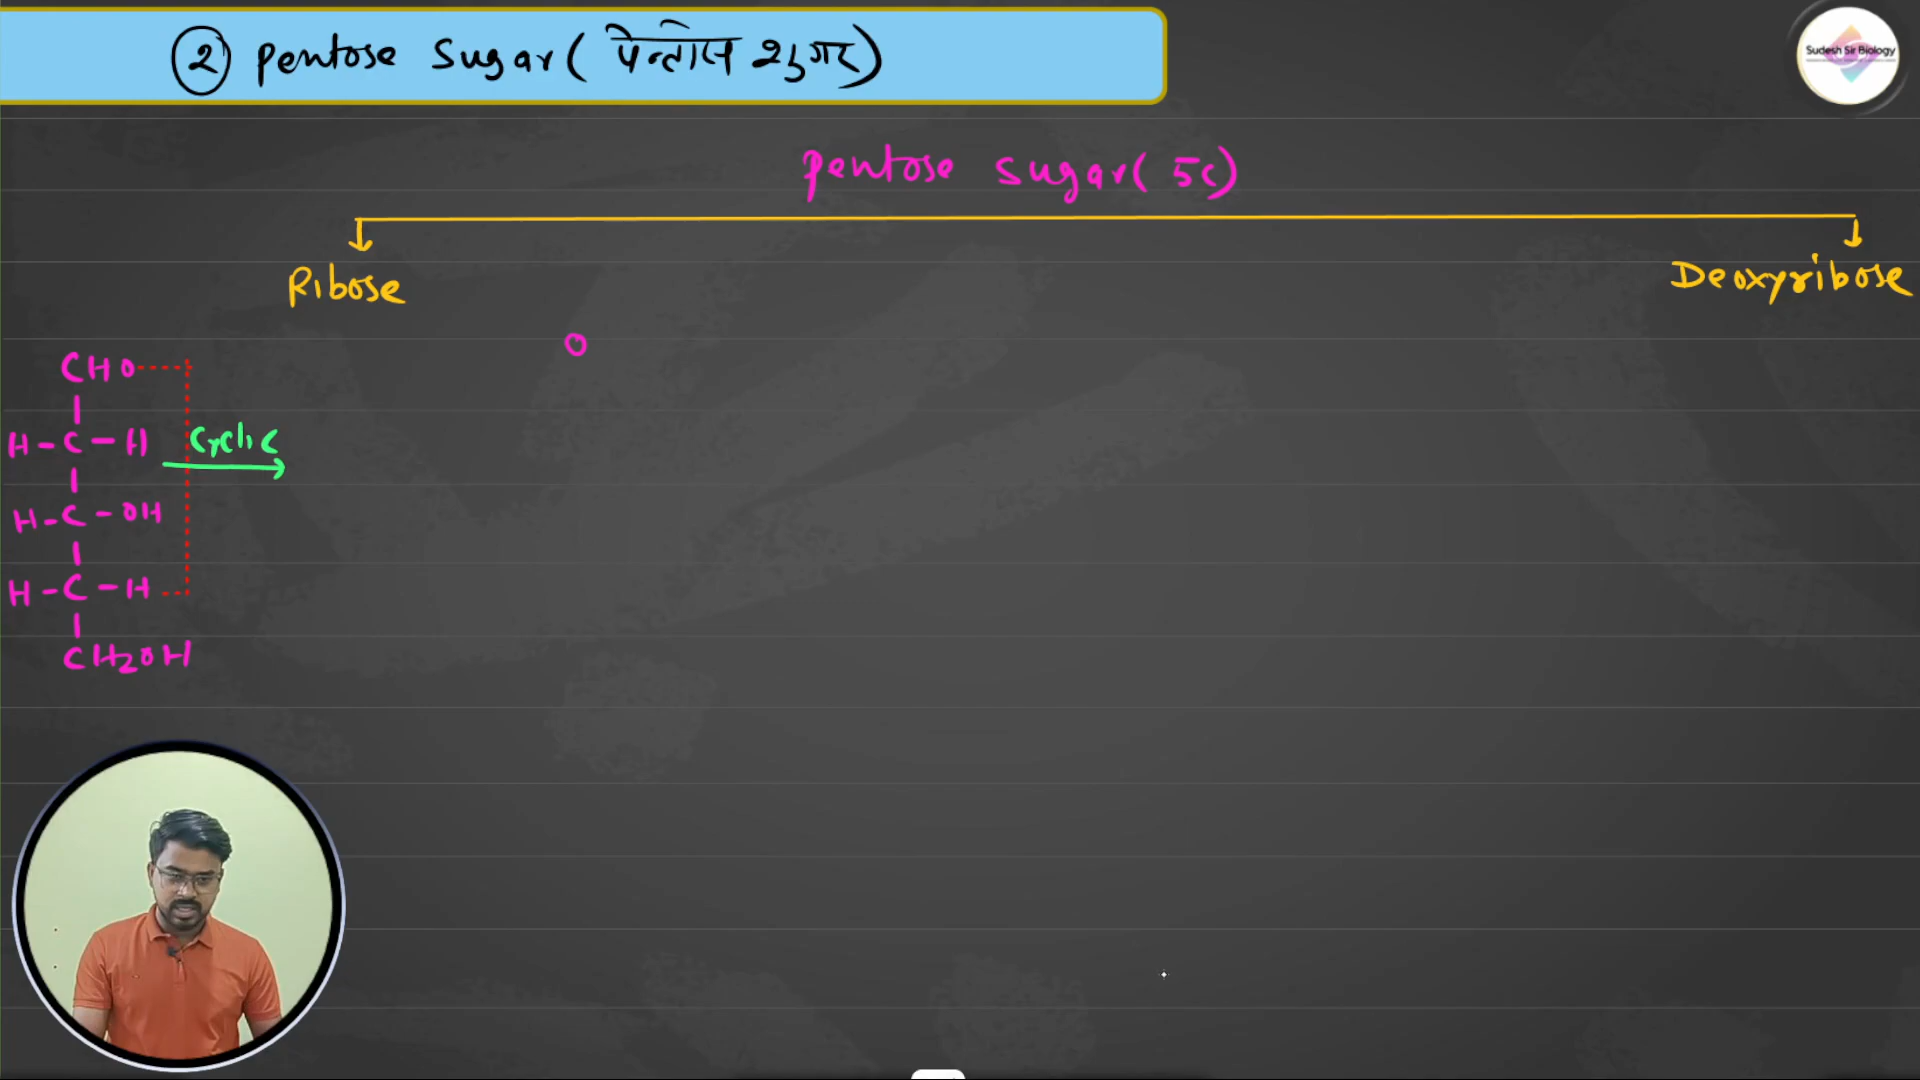 2 pentose Sugar( पेन्टोस शुगर)
Sudesh Sir Biology
pentose sugar( 5C)
Ribose
Deoxyribose
O
CHO
H-C-H
Cyclic
H-C-OH
H-C-H
CH2OH